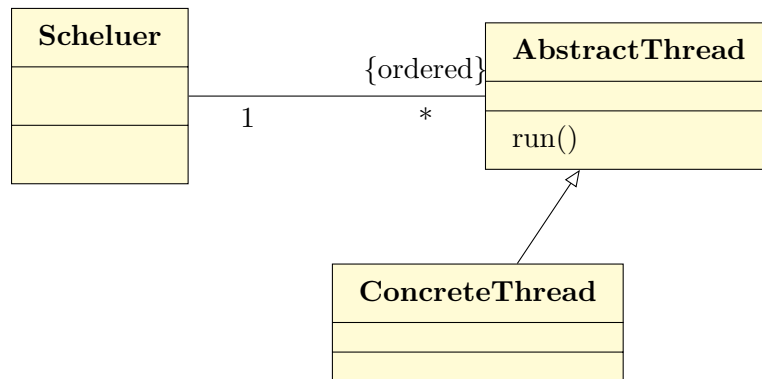 Scheluer
AbstractThread
{ordered}
1
*
run()
ConcreteThread